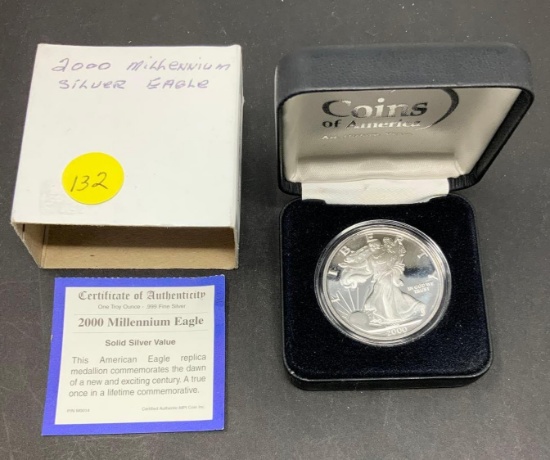 2000 Millennium
Silver Eagle
132
Coins
of America
LIBERTY
2000
Certificate of Authenticity
One Troy Ounce - .999 Fine Silver
2000 Millennium Eagle
Solid Silver Value
This American Eagle replica
medallion commemorates the dawn
of a new and exciting century. A true
once in a lifetime commemorative.